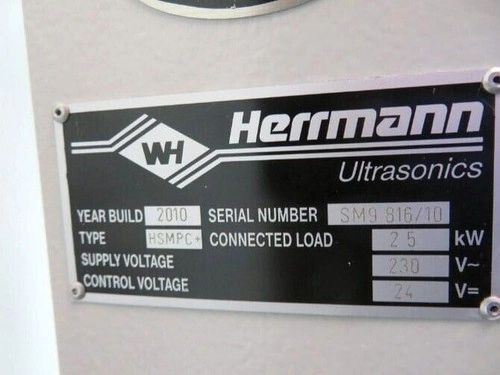 WH Herrmann
Ultrasonics
YEAR BUILD 2010 SERIAL NUMBER SM9 816/10
TYPE HSMPC+ CONNECTED LOAD 2 5 kW
SUPPLY VOLTAGE 230 V~
CONTROL VOLTAGE 24 V=